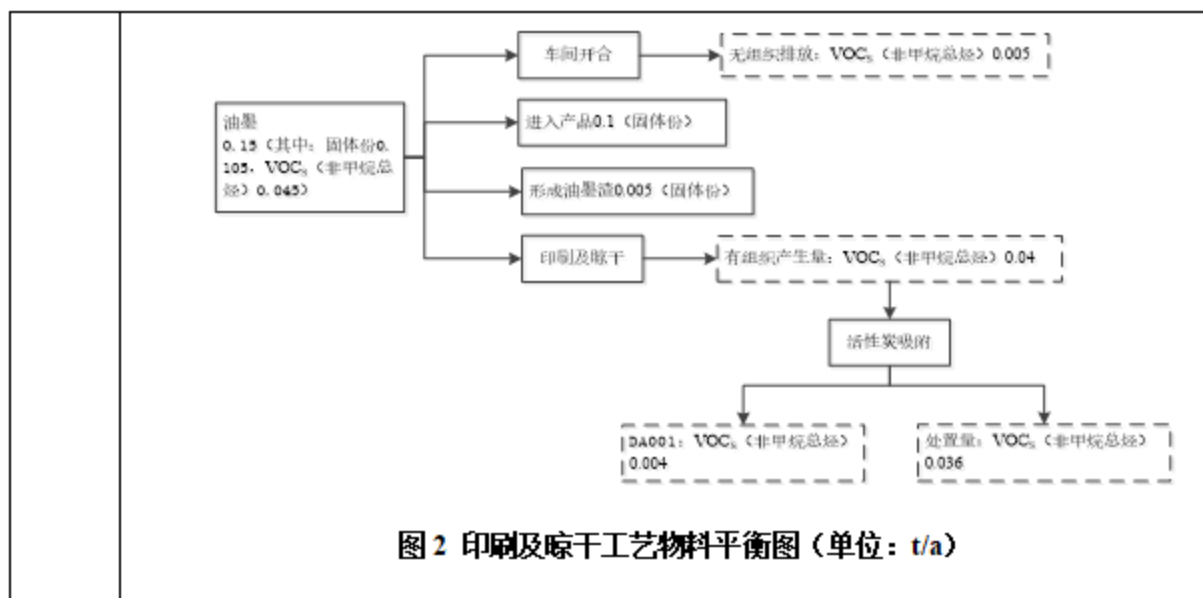 车间开合
无组织排放：VOCs（非甲烷总烃）0.005
油墨
0.15（其中：固体份0.
105，VOCs（非甲烷总
烃）0.045）
进入产品0.1（固体份）
形成油墨渣0.005（固体份）
印刷及晾干
有组织产生量：VOCs（非甲烷总烃）0.04
活性炭吸附
DA001：VOCs（非甲烷总烃）
0.004
处置量：VOCs（非甲烷总烃）
0.036
图 2 印刷及晾干工艺物料平衡图（单位：t/a）